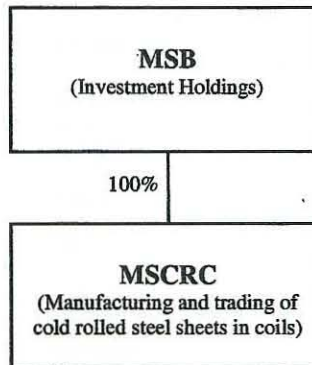 MSB
(Investment Holdings)
100%
MSCRC
(Manufacturing and trading of
cold rolled steel sheets in coils)